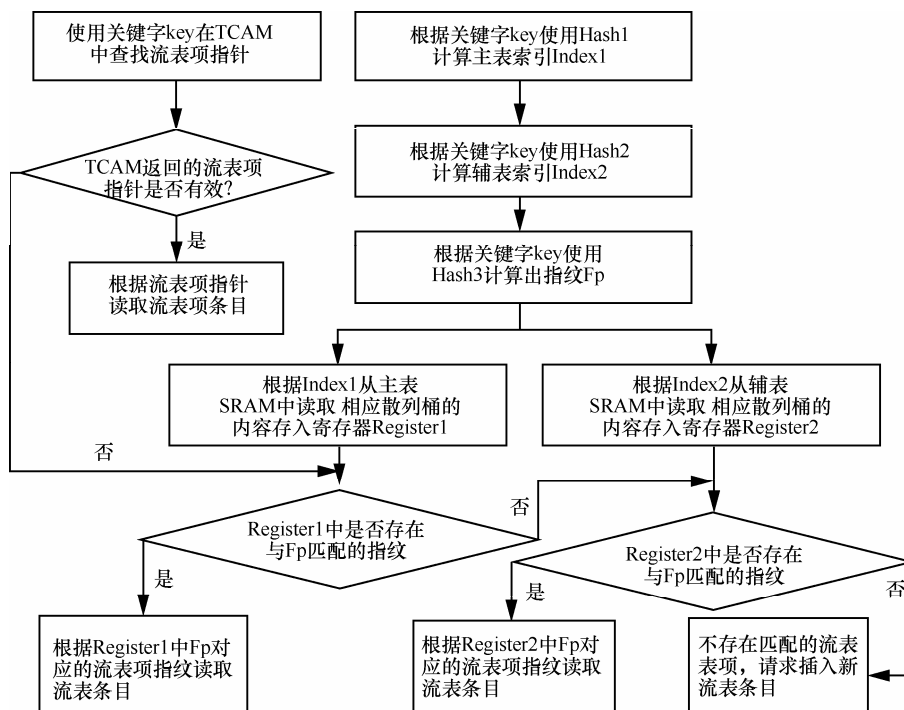 使用关键字key在TCAM
中查找流表项指针
根据关键字key使用Hash1
计算主表索引Index1
TCAM返回的流表项
指针是否有效?
根据关键字key使用Hash2
计算辅表索引Index2
是
根据关键字key使用
Hash3计算出指纹Fp
根据流表项指针
读取流表项条目
根据Index1从主表
SRAM中读取 相应散列桶的
内容存入寄存器Register1
根据Index2从辅表
SRAM中读取 相应散列桶的
内容存入寄存器Register2
否
否
Register1中是否存在
与Fp匹配的指纹
Register2中是否存在
与Fp匹配的指纹
是
是
否
根据Register1中Fp对
应的流表项指纹读取
流表条目
根据Register2中Fp对
应的流表项指纹读取
流表条目
不存在匹配的流表
表项，请求插入新
流表条目